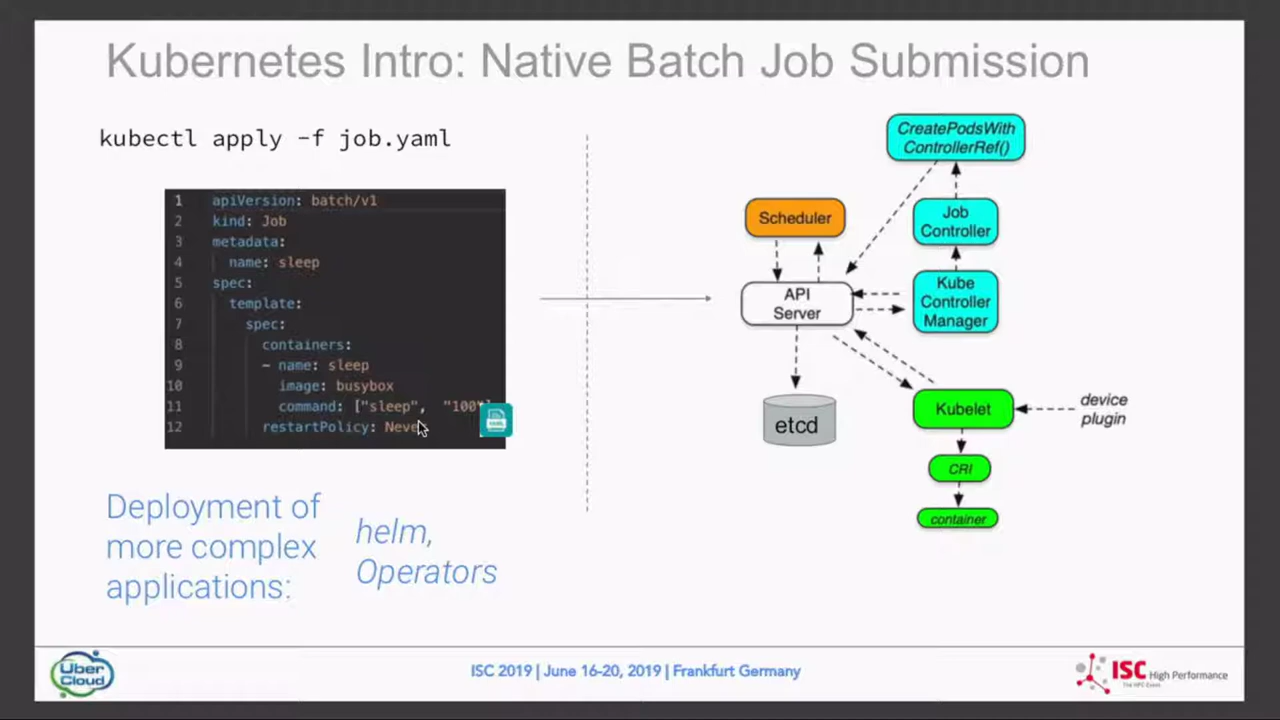 Kubernetes Intro: Native Batch Job Submission
kubectl apply -f job.yaml
1 apiVersion: batch/v1
2 kind: Job
3 metadata:
4 name: sleep
5 spec:
6 template:
7 spec:
8 containers:
9 - name: sleep
10 image: busybox
11 command: ["sleep", "100"]
12 restartPolicy: Neve
Deployment of
more complex
applications:
helm,
Operators
CreatePodsWith
ControllerRef()
Scheduler
Job
Controller
API
Server
Kube
Controller
Manager
etcd
Kubelet
device
plugin
CRI
container
Uber
Cloud
ISC 2019 | June 16-20, 2019 | Frankfurt Germany
ISC High Performance
The HPC Event.